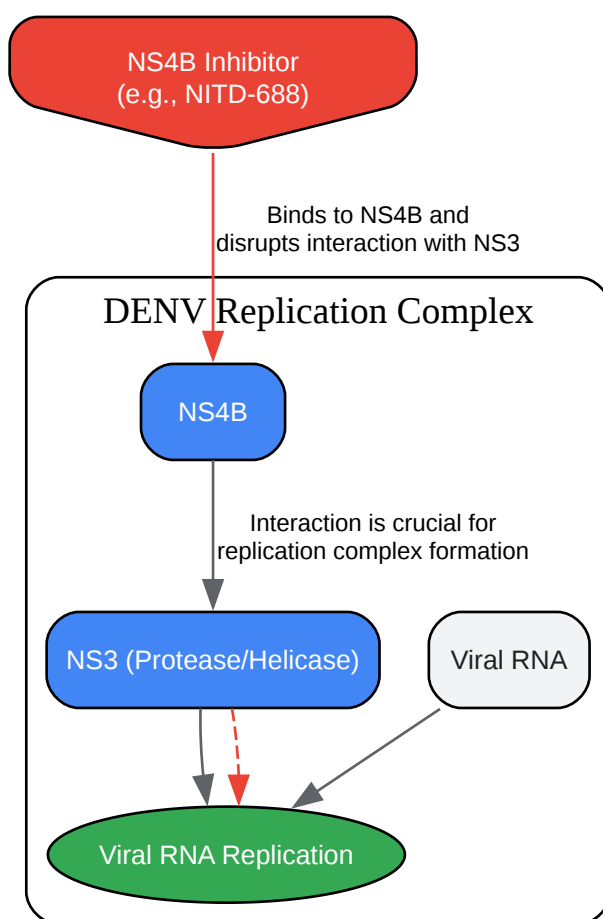 NS4B Inhibitor
(e.g., NITD-688)
Binds to NS4B and
disrupts interaction with NS3
DENV Replication Complex
NS4B
Interaction is crucial for
replication complex formation
NS3 (Protease/Helicase)
Viral RNA
Viral RNA Replication